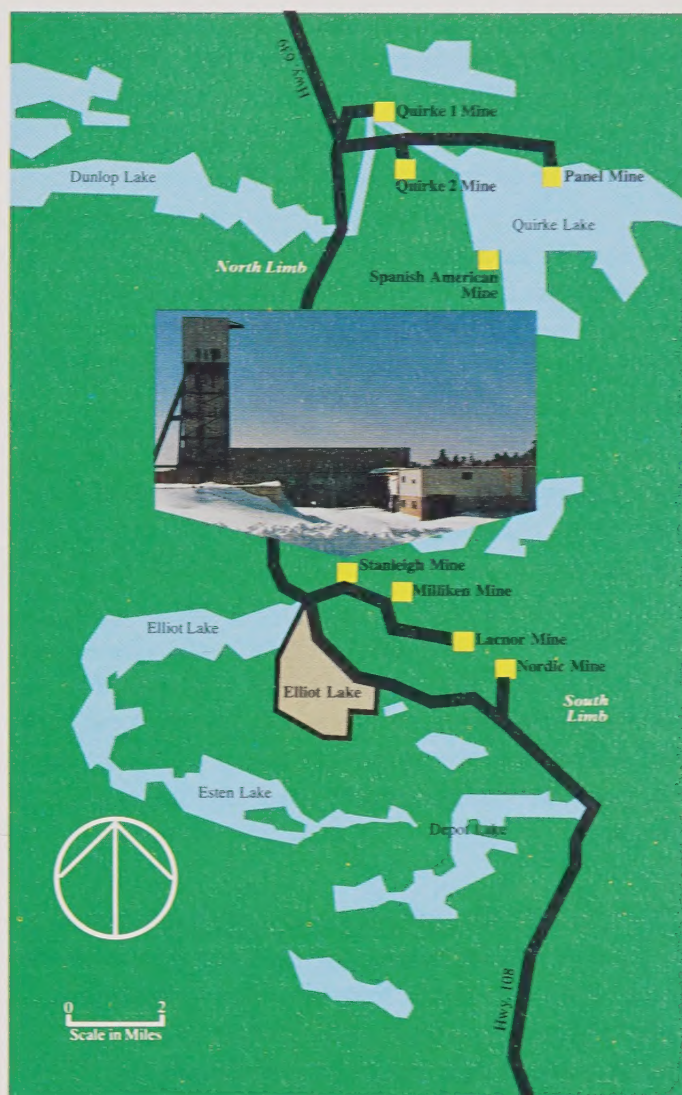 Hwy. 639
Quirke 1 Mine
Dunlop Lake
Quirke 2 Mine
Panel Mine
Quirke Lake
North Limb
Spanish American
Mine
Stanleigh Mine
Milliken Mine
Elliot Lake
Lacnor Mine
Nordic Mine
Elliot Lake
South
Limb
Esten Lake
Depot Lake
Hwy. 108
0 2
Scale in Miles